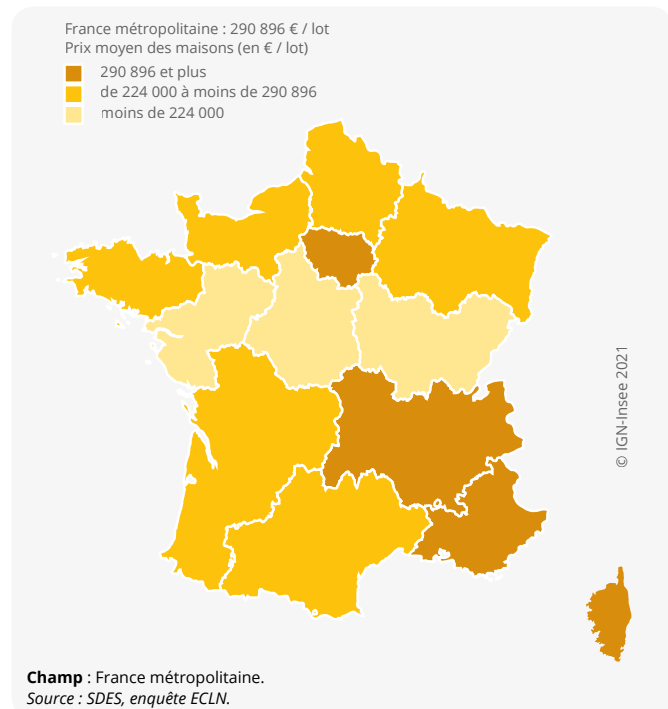 France métropolitaine : 290 896 € / lot
Prix moyen des maisons (en € / lot)
290 896 et plus
de 224 000 à moins de 290 896
moins de 224 000
© IGN-Insee 2021
Champ : France métropolitaine.
Source : SDES, enquête ECLN.